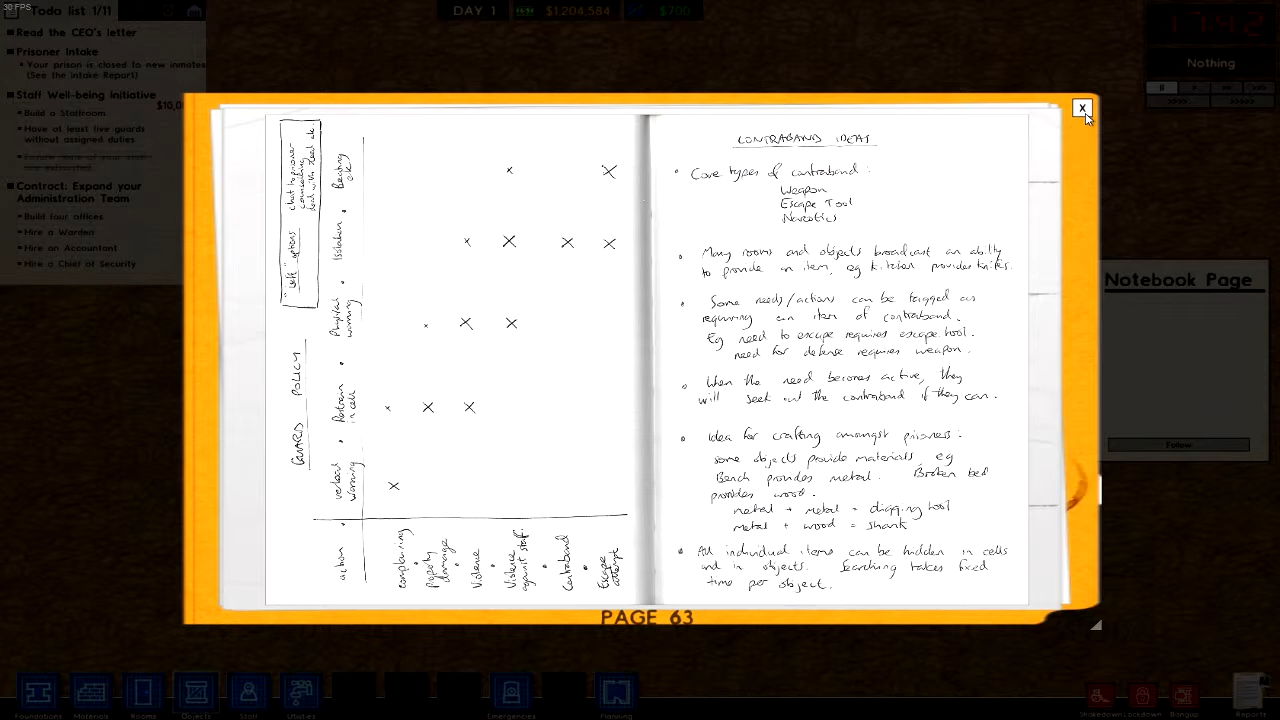 30 FPS
Todo list 1/11
Read the CEO's letter
Prisoner Intake
Your prison is closed to new inmates
(See the Intake Report)
Staff Well-being Initiative
$10,0
Build a Staffroom
Have at least five guards
without assigned duties
Contract: Expand your
Administration Team
Build four offices
Hire a Warden
Hire an Accountant
Hire a Chief of Security
DAY 1
$1,204,584
$700
1742
Nothing
X
"Life" options
GUARD POLICY
action
verbal warning
in cell
Physical warning
Isolation
Beating ok
complaining
Property damage
Violence
Violence against staff
Contraband
Escape attempt
CONTRABAND IDEAS
Core types of contraband:
Weapon
Escape Tool
Narcotics
Many rooms and objects broadcast an ability
to provide an item, eg kitchen provides knifes.
Some needs/actions can be tagged as
requiring an item of contraband.
Eg need to escape requires escape tool.
need for defense requires weapon.
When the need becomes active, they
will seek out the contraband if they can.
Idea for crafting amongst prisoners:
some objects provide materials eg
Bench provides metal. Broken bed
provides wood.
metal + metal = digging tool
metal + wood = shank
All individual items can be hidden in cells
and in objects. Searching takes fixed
time per object.
PAGE 63
Notebook Page
Follow
Foundations
Materials
Rooms
Objects
Staff
Utilities
Emergencies
Planning
Shakedown
Lockdown
Bangup
Reports